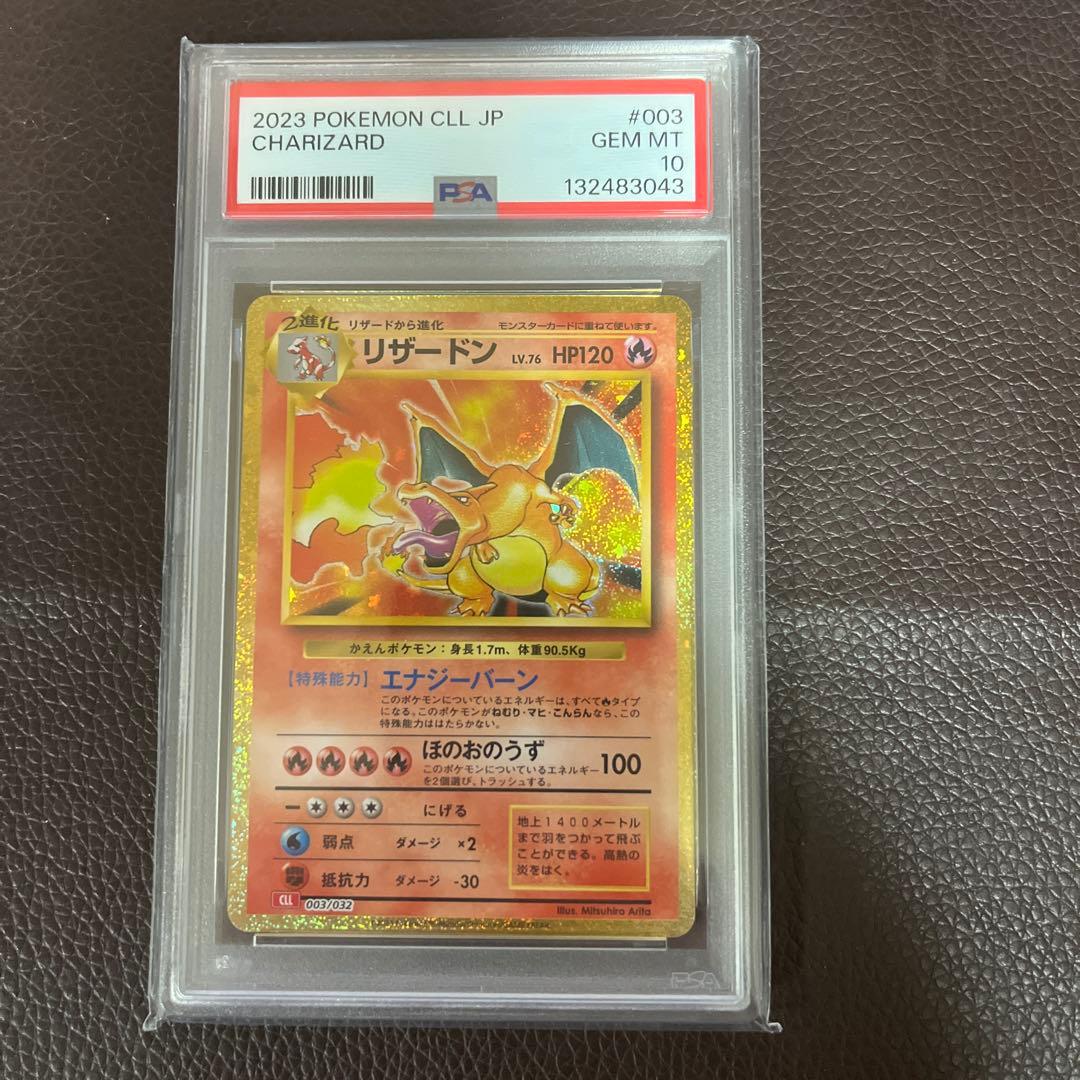 2023 POKEMON CLL JP #003
CHARIZARD GEM MT
10
PSA 132483043
2進化 リザードから進化 モンスターカードに重ねて使います。
リザードン LV.76 HP120
かえんポケモン：身長1.7m、体重90.5Kg
【特殊能力】エナジーバーン
このポケモンについているエネルギーは、すべて🔥タイプ
になる。このポケモンがねむり・マヒ・こんらんなら、この
特殊能力ははたらかない。
ほのおのうず 100
このポケモンについているエネルギー
を2個選び、トラッシュする。
にげる
弱点 ダメージ ×2
抵抗力 ダメージ -30
地上1400メートル
まで羽をつかって飛ぶ
ことができる。高熱の
炎をはく。
CLL 003/032
Illus. Mitsuhiro Arita
PSA